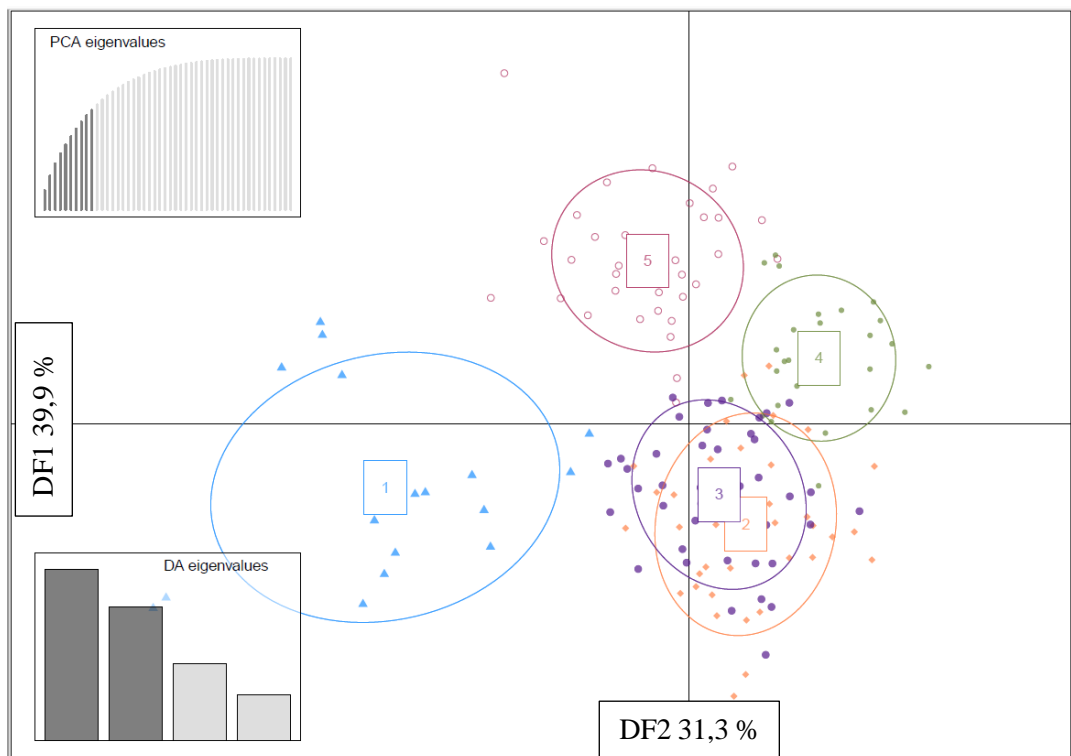 PCA eigenvalues
5
4
DF1 39,9 %
1
3
2
DA eigenvalues
DF2 31,3 %